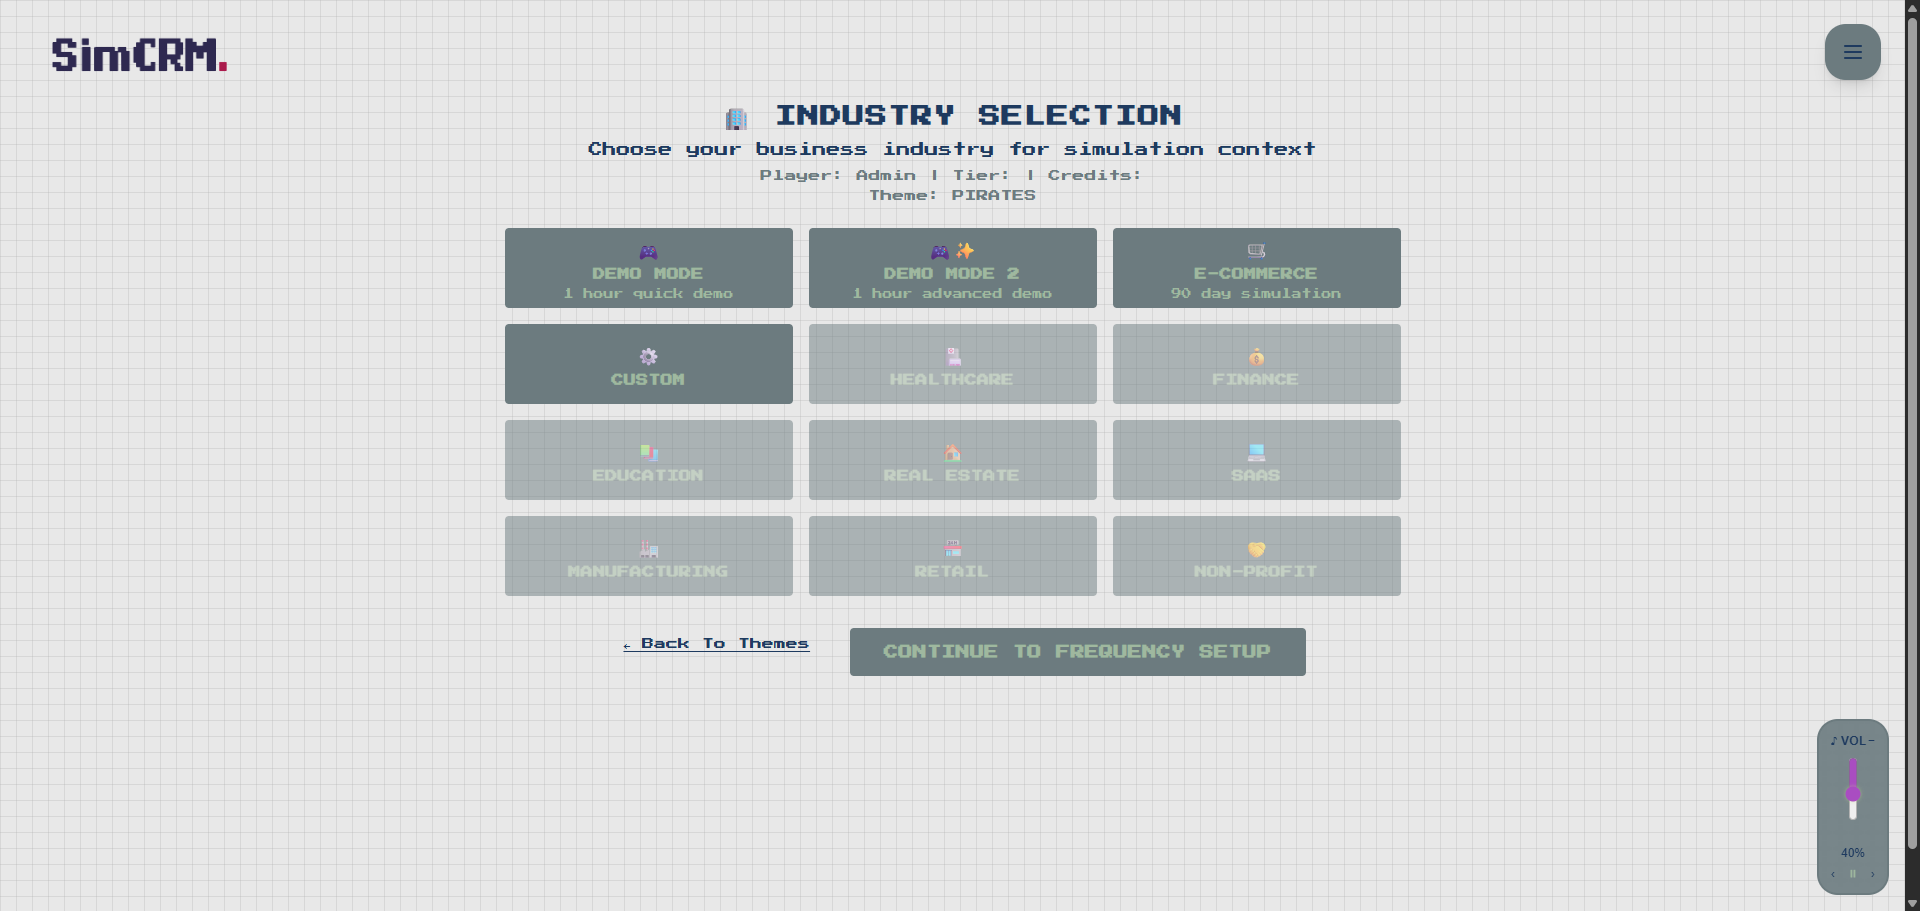 SimCRM.
INDUSTRY SELECTION
Choose your business industry for simulation context
Player: Admin | Tier: | Credits:
Theme: PIRATES
DEMO MODE
1 hour quick demo
DEMO MODE 2
1 hour advanced demo
E-COMMERCE
90 day simulation
CUSTOM
HEALTHCARE
FINANCE
EDUCATION
REAL ESTATE
SAAS
MANUFACTURING
RETAIL
NON-PROFIT
← Back To Themes
CONTINUE TO FREQUENCY SETUP
♪ VOL −
40%
‹ ⏸ ›